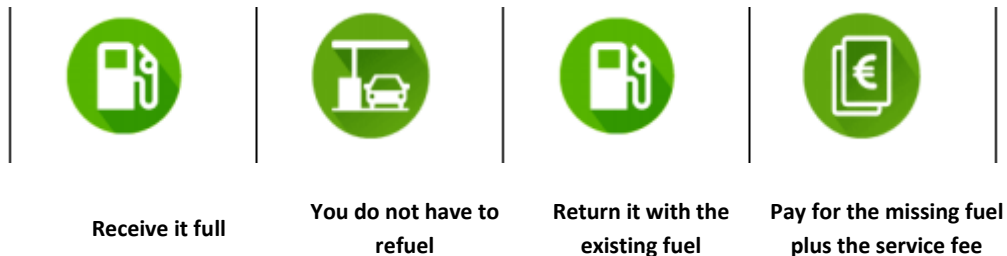 Receive it full
You do not have to
refuel
Return it with the
existing fuel
Pay for the missing fuel
plus the service fee
€